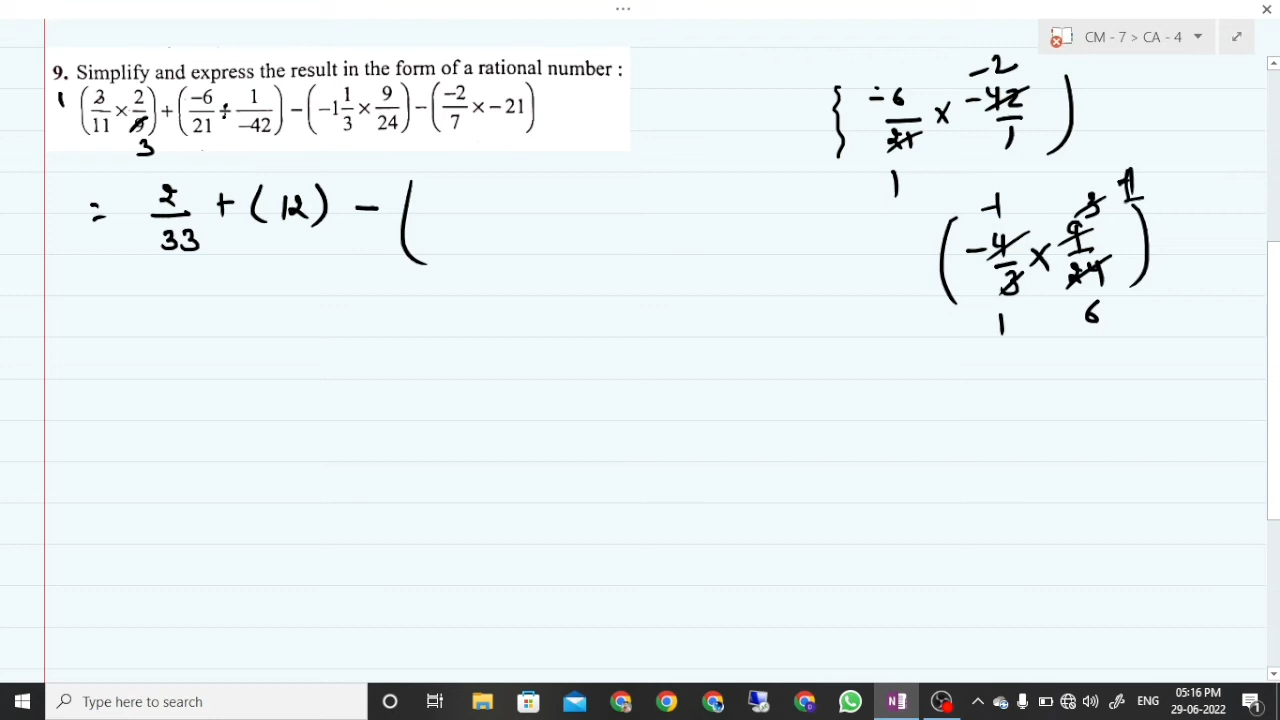 CM - 7 > CA - 4
9. Simplify and express the result in the form of a rational number :
1 (3/11 × 2/9) + (-6/21 ÷ 1/-42) - (-1 1/3 × 9/24) - (-2/7 × - 21)
3
= 2/33 + (12) - (
-2
{ -6/21 × -42/1 )
1
-1 3 1
( -4/3 × 9/24 )
1 6
Type here to search
ENG
05:16 PM
29-06-2022
1